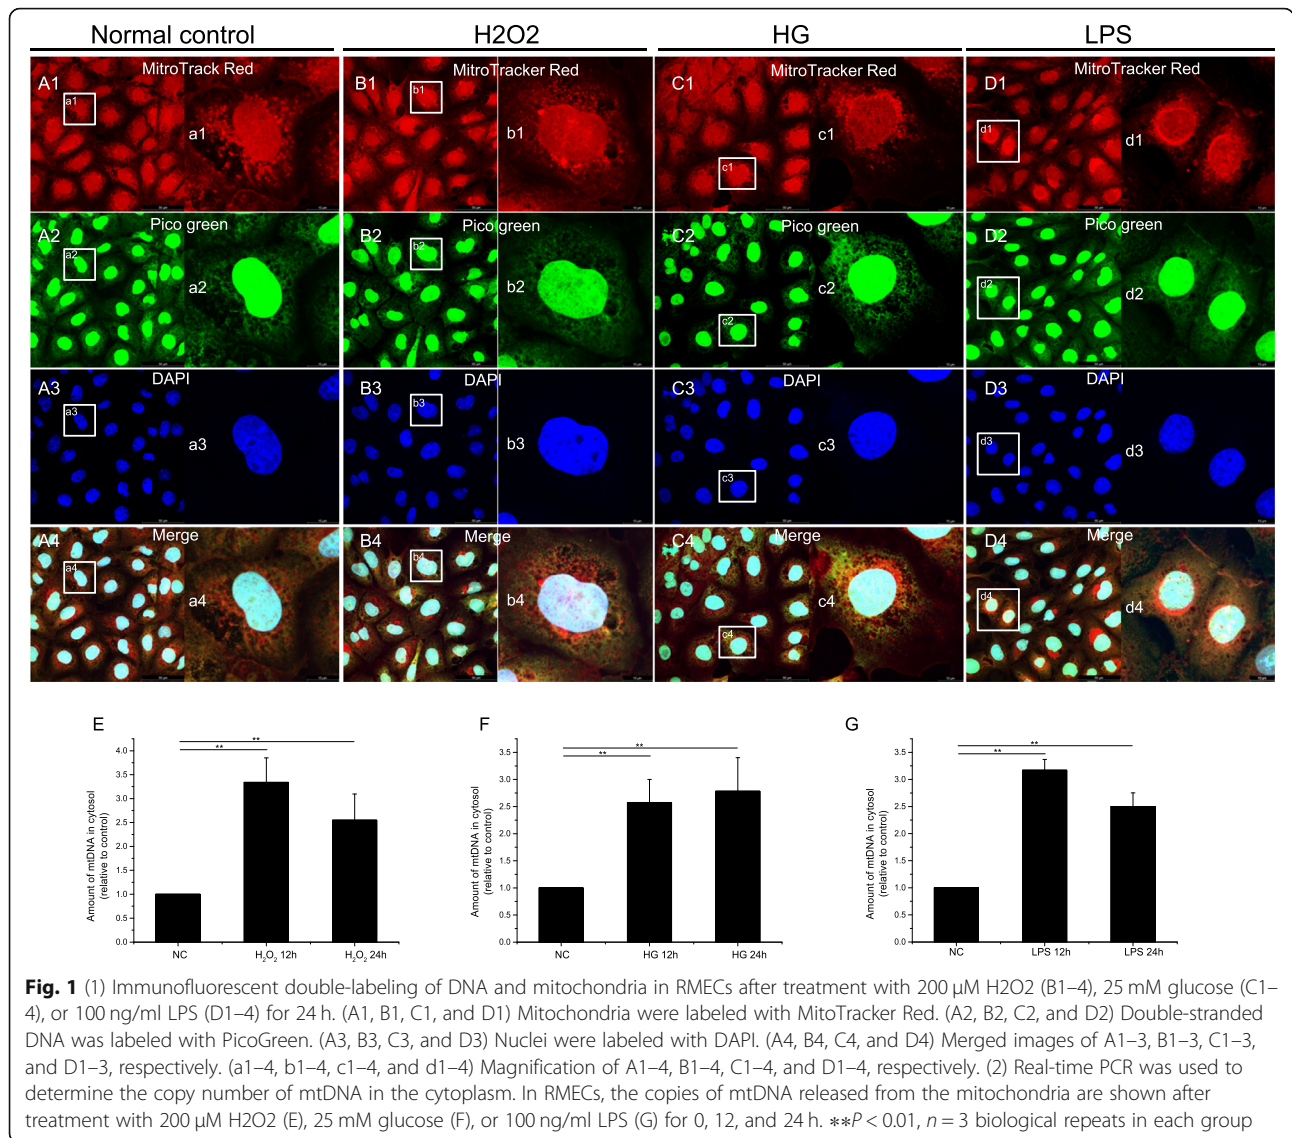 Normal control
H2O2
HG
LPS
A1
MitroTrack Red
a1
a1
B1
MitroTracker Red
b1
b1
C1
MitroTracker Red
c1
c1
D1
MitroTracker Red
d1
d1
A2
Pico green
a2
a2
B2
Pico green
b2
b2
C2
Pico green
c2
c2
D2
Pico green
d2
d2
A3
DAPI
a3
a3
B3
DAPI
b3
b3
C3
DAPI
c3
c3
D3
DAPI
d3
d3
A4
Merge
a4
a4
B4
Merge
b4
b4
C4
Merge
c4
c4
D4
Merge
d4
d4
E
Amount of mtDNA in cytosol
(relative to control)
4.0
3.5
3.0
2.5
2.0
1.5
1.0
0.5
0.0
**
**
NC
H₂O₂ 12h
H₂O₂ 24h
F
Amount of mtDNA in cytosol
(relative to control)
3.5
3.0
2.5
2.0
1.5
1.0
0.5
0.0
**
**
NC
HG 12h
HG 24h
G
Amount of mtDNA in cytosol
(relative to control)
3.5
3.0
2.5
2.0
1.5
1.0
0.5
0.0
**
**
NC
LPS 12h
LPS 24h
Fig. 1 (1) Immunofluorescent double-labeling of DNA and mitochondria in RMECs after treatment with 200 μM H2O2 (B1–4), 25 mM glucose (C1–
4), or 100 ng/ml LPS (D1–4) for 24 h. (A1, B1, C1, and D1) Mitochondria were labeled with MitoTracker Red. (A2, B2, C2, and D2) Double-stranded
DNA was labeled with PicoGreen. (A3, B3, C3, and D3) Nuclei were labeled with DAPI. (A4, B4, C4, and D4) Merged images of A1–3, B1–3, C1–3,
and D1–3, respectively. (a1–4, b1–4, c1–4, and d1–4) Magnification of A1–4, B1–4, C1–4, and D1–4, respectively. (2) Real-time PCR was used to
determine the copy number of mtDNA in the cytoplasm. In RMECs, the copies of mtDNA released from the mitochondria are shown after
treatment with 200 μM H2O2 (E), 25 mM glucose (F), or 100 ng/ml LPS (G) for 0, 12, and 24 h. **P < 0.01, n = 3 biological repeats in each group